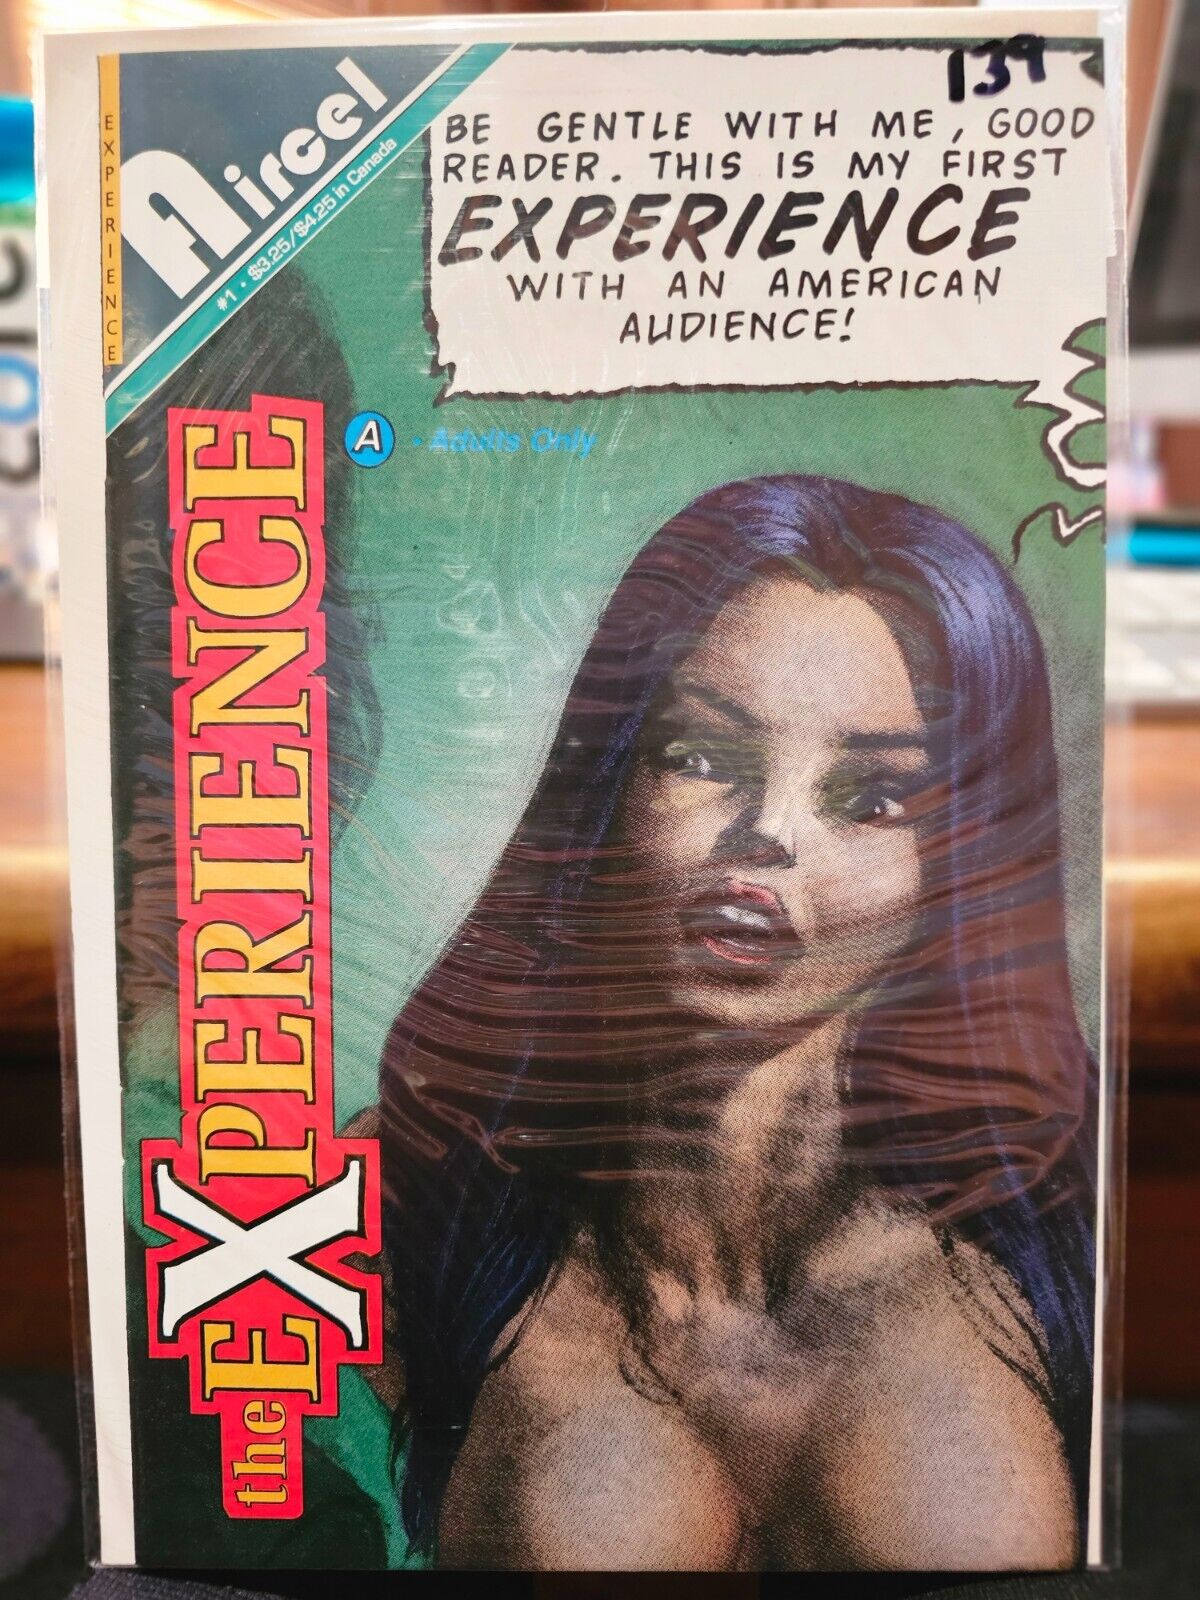 139
EXPERIENCE
Aircel
#1 • $3.25/$4.25 in Canada
BE GENTLE WITH ME, GOOD
READER. THIS IS MY FIRST
EXPERIENCE
WITH AN AMERICAN
AUDIENCE!
A • Adults Only
the EXPERIENCE